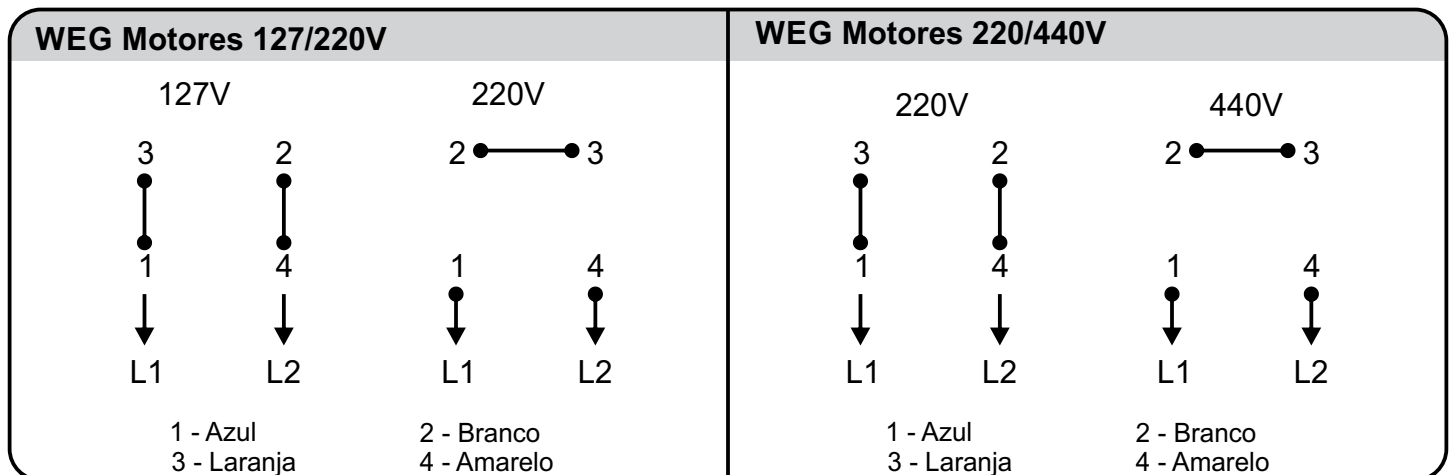 WEG Motores 127/220V
127V 220V
3 2 2 3
1 4 1 4
L1 L2 L1 L2
1 - Azul 2 - Branco
3 - Laranja 4 - Amarelo
WEG Motores 220/440V
220V 440V
3 2 2 3
1 4 1 4
L1 L2 L1 L2
1 - Azul 2 - Branco
3 - Laranja 4 - Amarelo